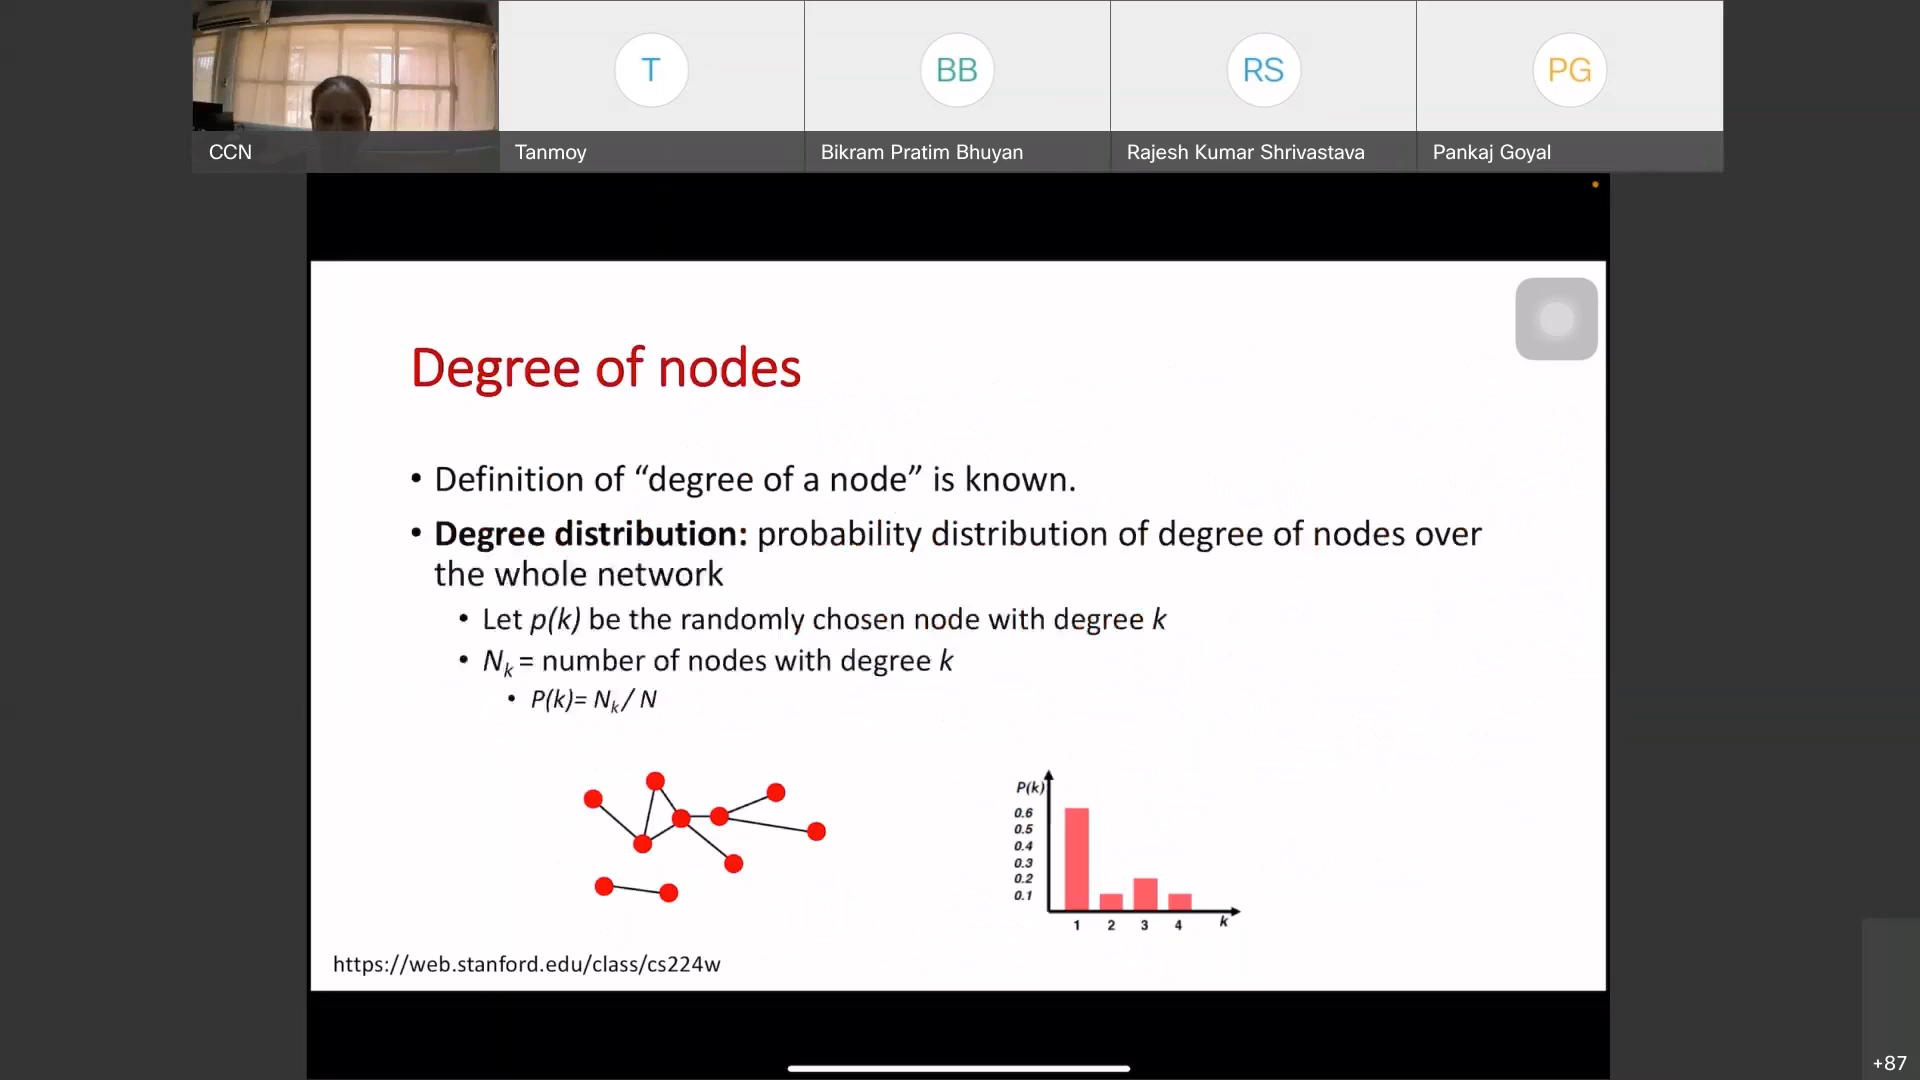 T
BB
RS
PG
CCN
Tanmoy
Bikram Pratim Bhuyan
Rajesh Kumar Shrivastava
Pankaj Goyal
Degree of nodes
• Definition of “degree of a node” is known.
• Degree distribution: probability distribution of degree of nodes over
the whole network
• Let p(k) be the randomly chosen node with degree k
• Nk = number of nodes with degree k
• P(k)= Nk / N
P(k)
0.6
0.5
0.4
0.3
0.2
0.1
1 2 3 4 k
https://web.stanford.edu/class/cs224w
+87